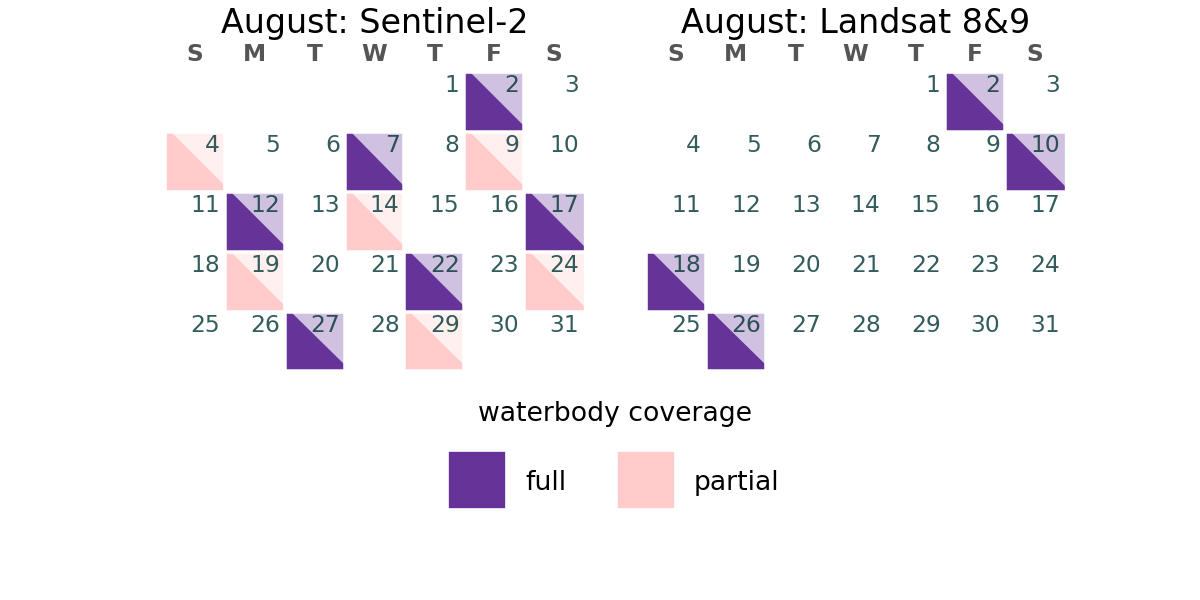 August: Sentinel-2
S M T W T F S
1 2 3
4 5 6 7 8 9 10
11 12 13 14 15 16 17
18 19 20 21 22 23 24
25 26 27 28 29 30 31
August: Landsat 8&9
S M T W T F S
1 2 3
4 5 6 7 8 9 10
11 12 13 14 15 16 17
18 19 20 21 22 23 24
25 26 27 28 29 30 31
waterbody coverage
full
partial